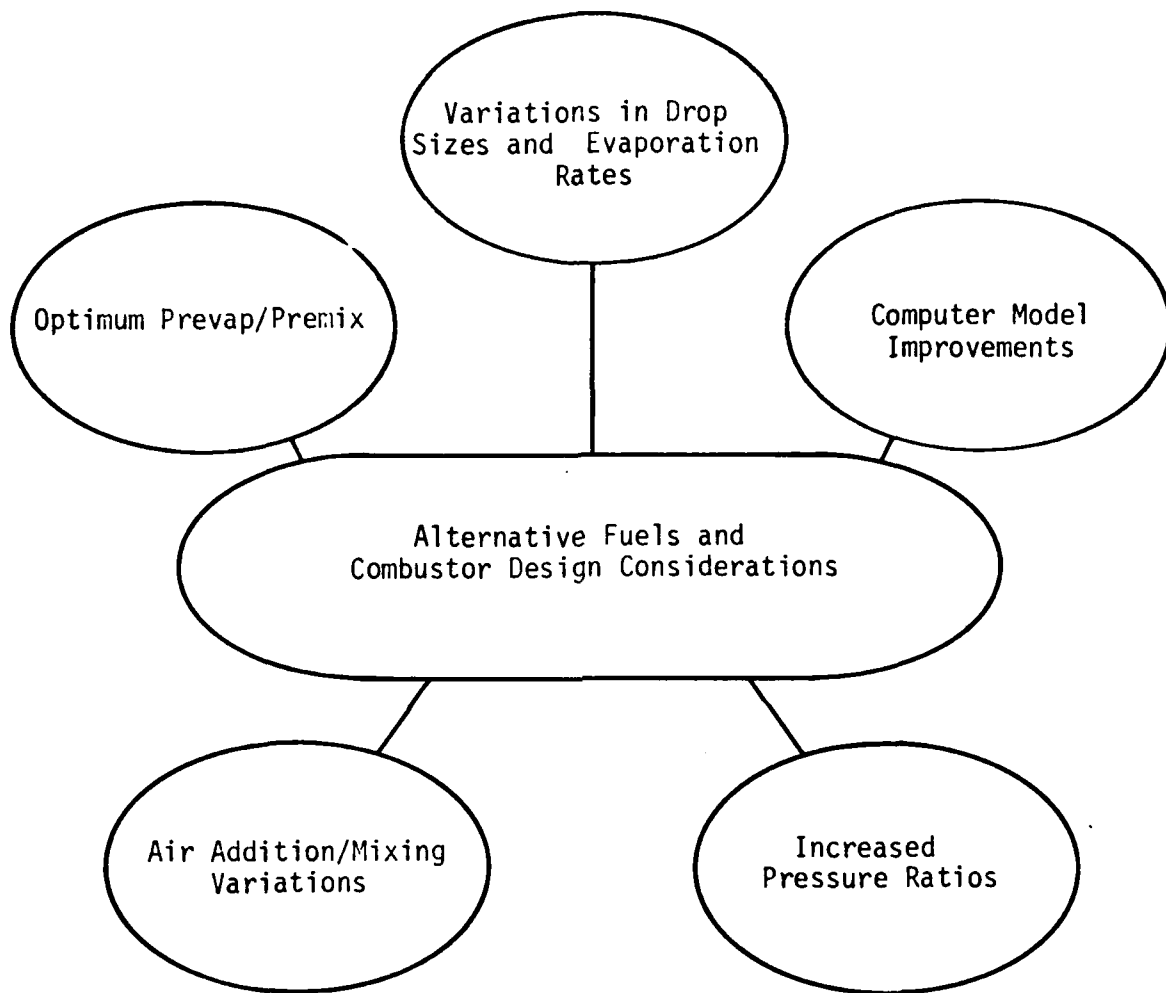 Variations in Drop
Sizes and Evaporation
Rates
Optimum Prevap/Premix
Computer Model
Improvements
Alternative Fuels and
Combustor Design Considerations
Air Addition/Mixing
Variations
Increased
Pressure Ratios